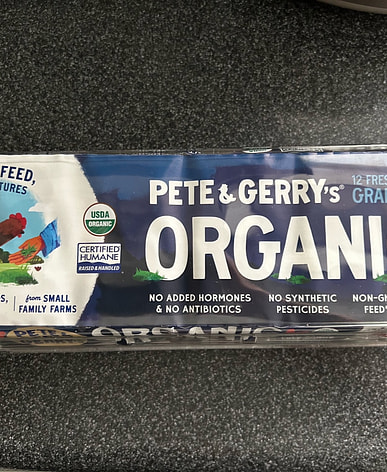 FEED,
TURES
S,
from SMALL
FAMILY FARMS
USDA
ORGANIC
CERTIFIED
HUMANE
RAISED & HANDLED
PETE & GERRY'S®
12 FRES
GRA
ORGANI
NO ADDED HORMONES
& NO ANTIBIOTICS
NO SYNTHETIC
PESTICIDES
NON-G
FEED
ORGANIC